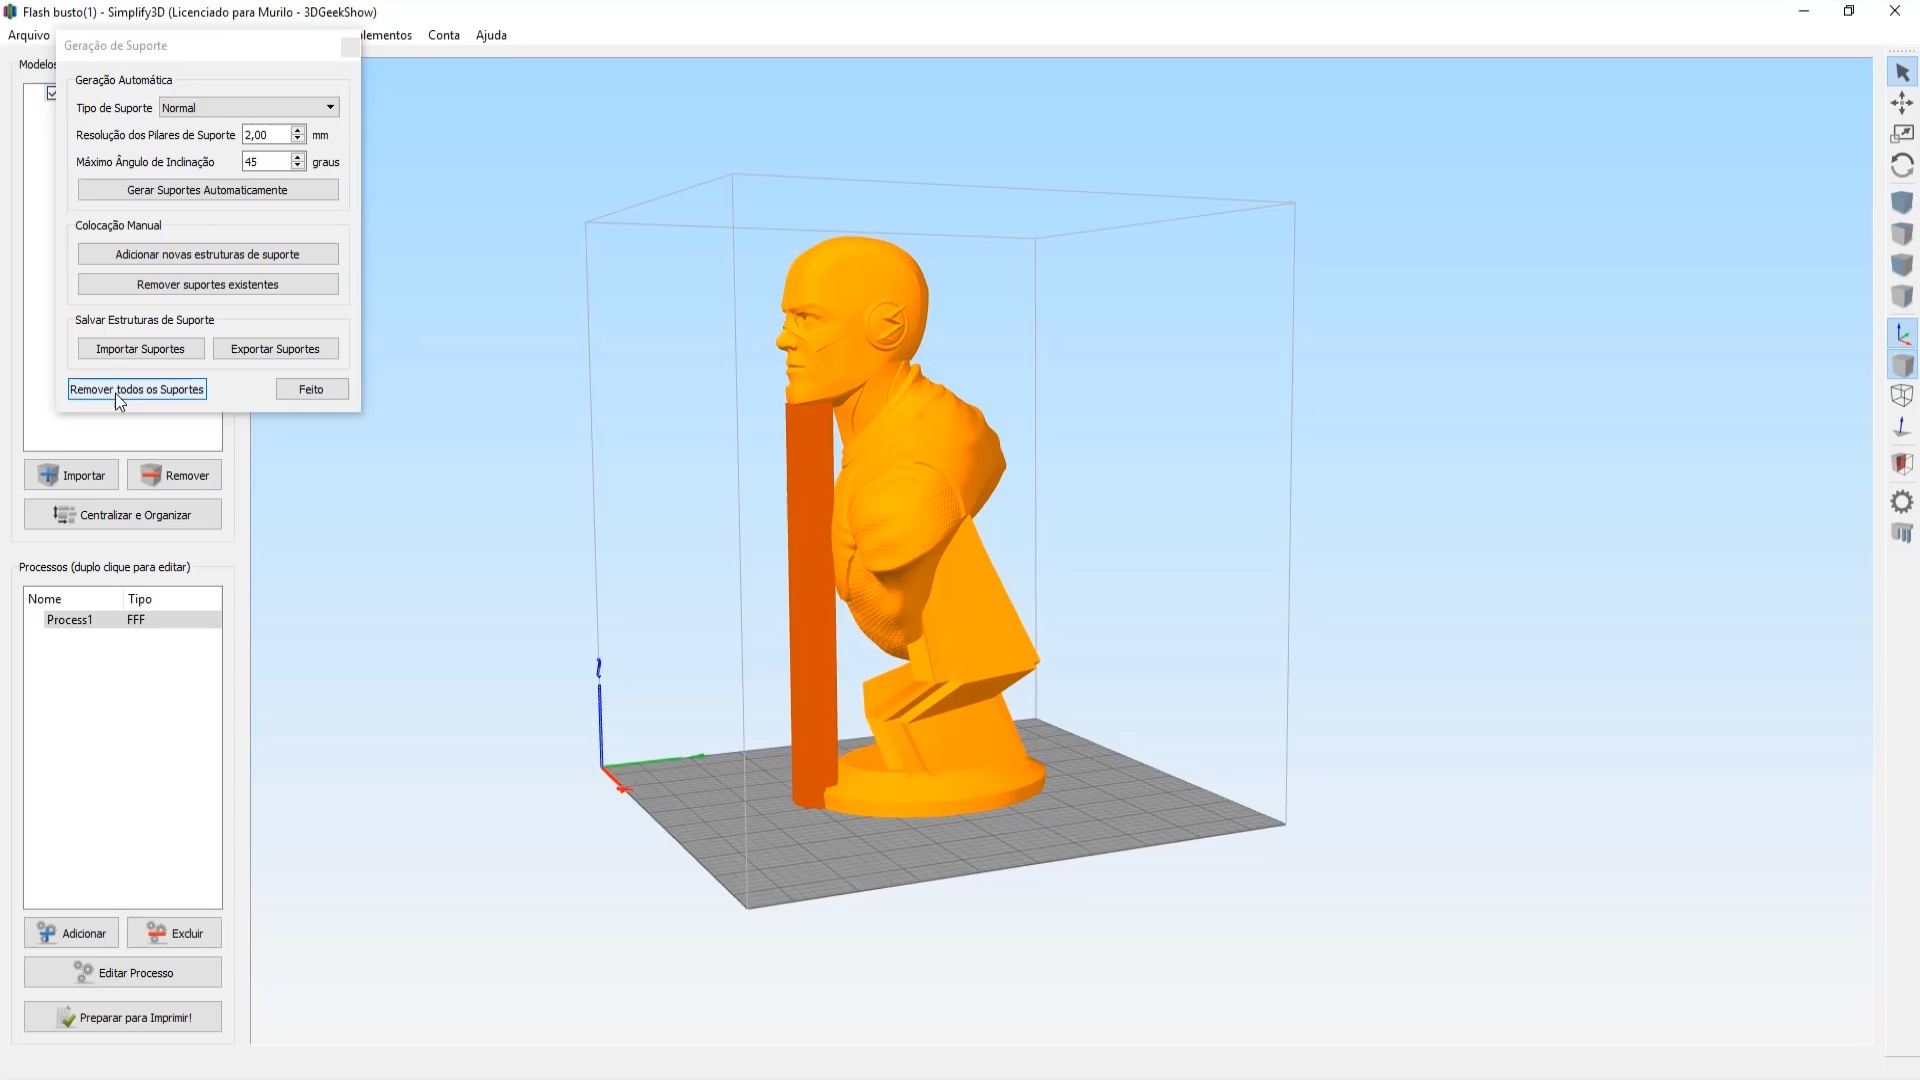 Flash busto(1) - Simplify3D (Licenciado para Murilo - 3DGeekShow)
Arquivo
lementos Conta Ajuda
Geração de Suporte
Modelos
Geração Automática
Tipo de Suporte Normal
Resolução dos Pilares de Suporte 2,00 mm
Máximo Ângulo de Inclinação 45 graus
Gerar Suportes Automaticamente
Colocação Manual
Adicionar novas estruturas de suporte
Remover suportes existentes
Salvar Estruturas de Suporte
Importar Suportes Exportar Suportes
Remover todos os Suportes Feito
Importar Remover
Centralizar e Organizar
Processos (duplo clique para editar)
Nome Tipo
Process1 FFF
Adicionar Excluir
Editar Processo
Preparar para Imprimir!